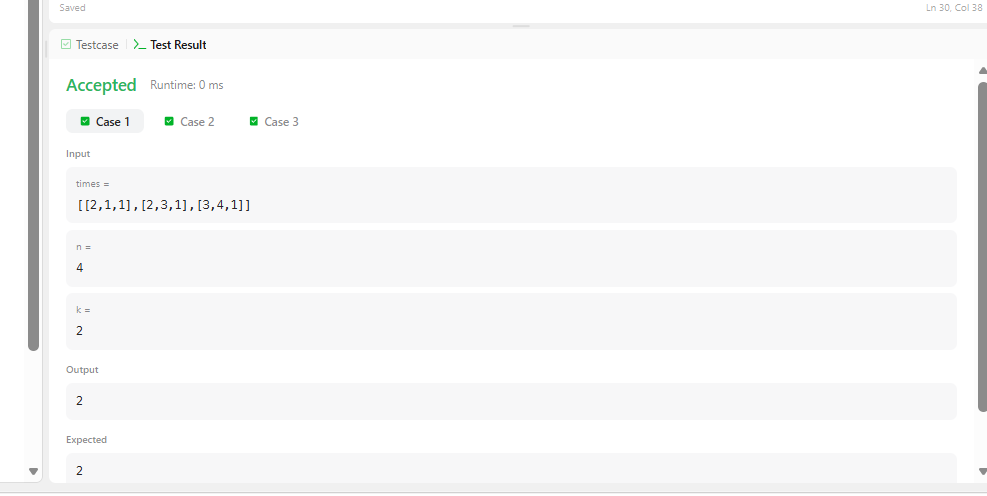 Saved Ln 30, Col 38
Testcase Test Result
Accepted Runtime: 0 ms
Case 1 Case 2 Case 3
Input
times =
[[2,1,1],[2,3,1],[3,4,1]]
n =
4
k =
2
Output
2
Expected
2